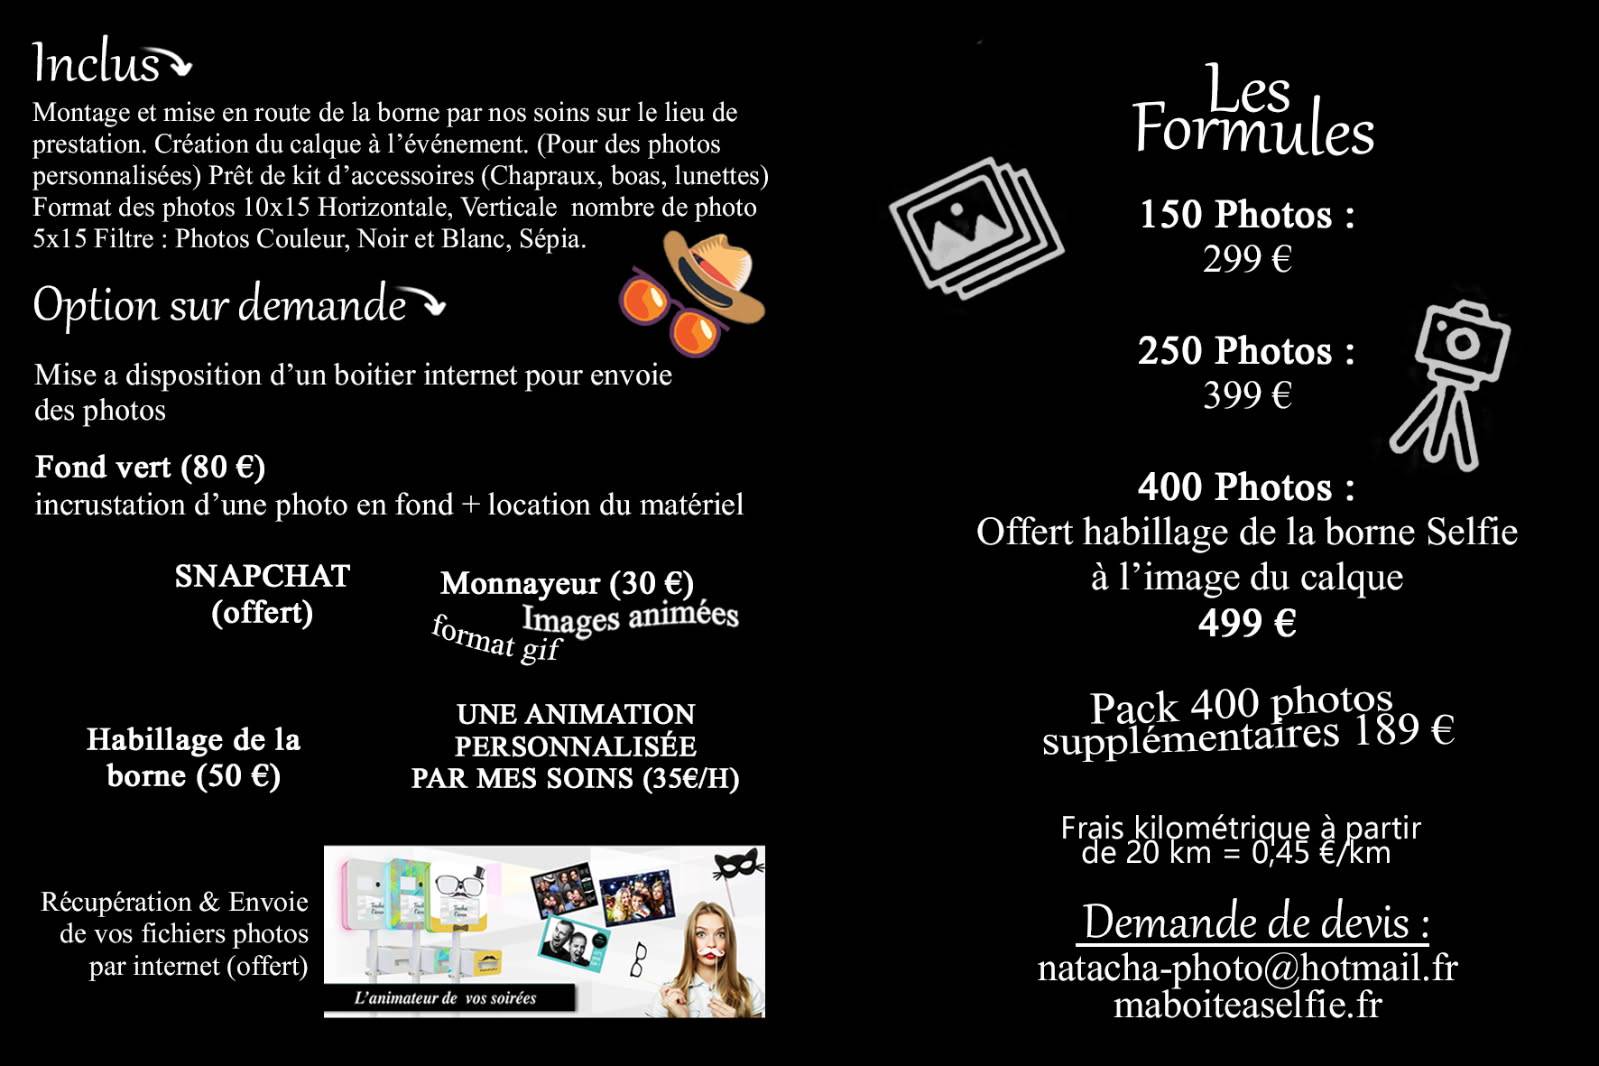 Inclus
Montage et mise en route de la borne par nos soins sur le lieu de
prestation. Création du calque à l'événement. (Pour des photos
personnalisées) Prêt de kit d'accessoires (Chapraux, boas, lunettes)
Format des photos 10x15 Horizontale, Verticale nombre de photo
5x15 Filtre : Photos Couleur, Noir et Blanc, Sépia.
Option sur demande
Mise a disposition d'un boitier internet pour envoie
des photos
Fond vert (80 €)
incrustation d'une photo en fond + location du matériel
SNAPCHAT
(offert)
Monnayeur (30 €)
Images animées
format gif
Habillage de la
borne (50 €)
UNE ANIMATION
PERSONNALISÉE
PAR MES SOINS (35€/H)
Récupération & Envoie
de vos fichiers photos
par internet (offert)
L'animateur de vos soirées
Les
Formules
150 Photos :
299 €
250 Photos :
399 €
400 Photos :
Offert habillage de la borne Selfie
à l'image du calque
499 €
Pack 400 photos
supplémentaires 189 €
Frais kilométrique à partir
de 20 km = 0,45 €/km
Demande de devis :
natacha-photo@hotmail.fr
maboiteaselfie.fr